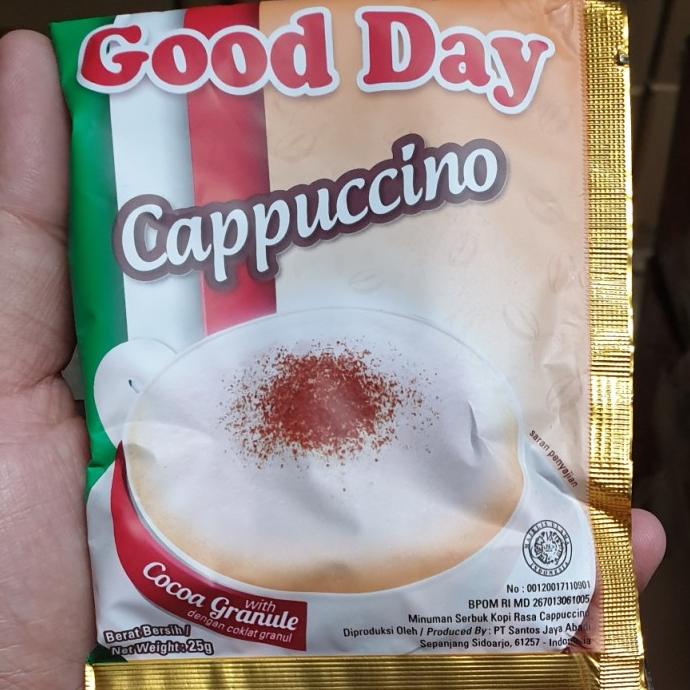 Good Day
Cappuccino
saran penyajian
Cocoa with
Granule
dengan coklat granul
Berat Bersih /
Net Weight : 25g
No : 00120017110901
BPOM RI MD 267013061005
Minuman Serbuk Kopi Rasa Cappuccino
Diproduksi Oleh / Produced By : PT Santos Jaya Abadi
Sepanjang Sidoarjo, 61257 - Indonesia